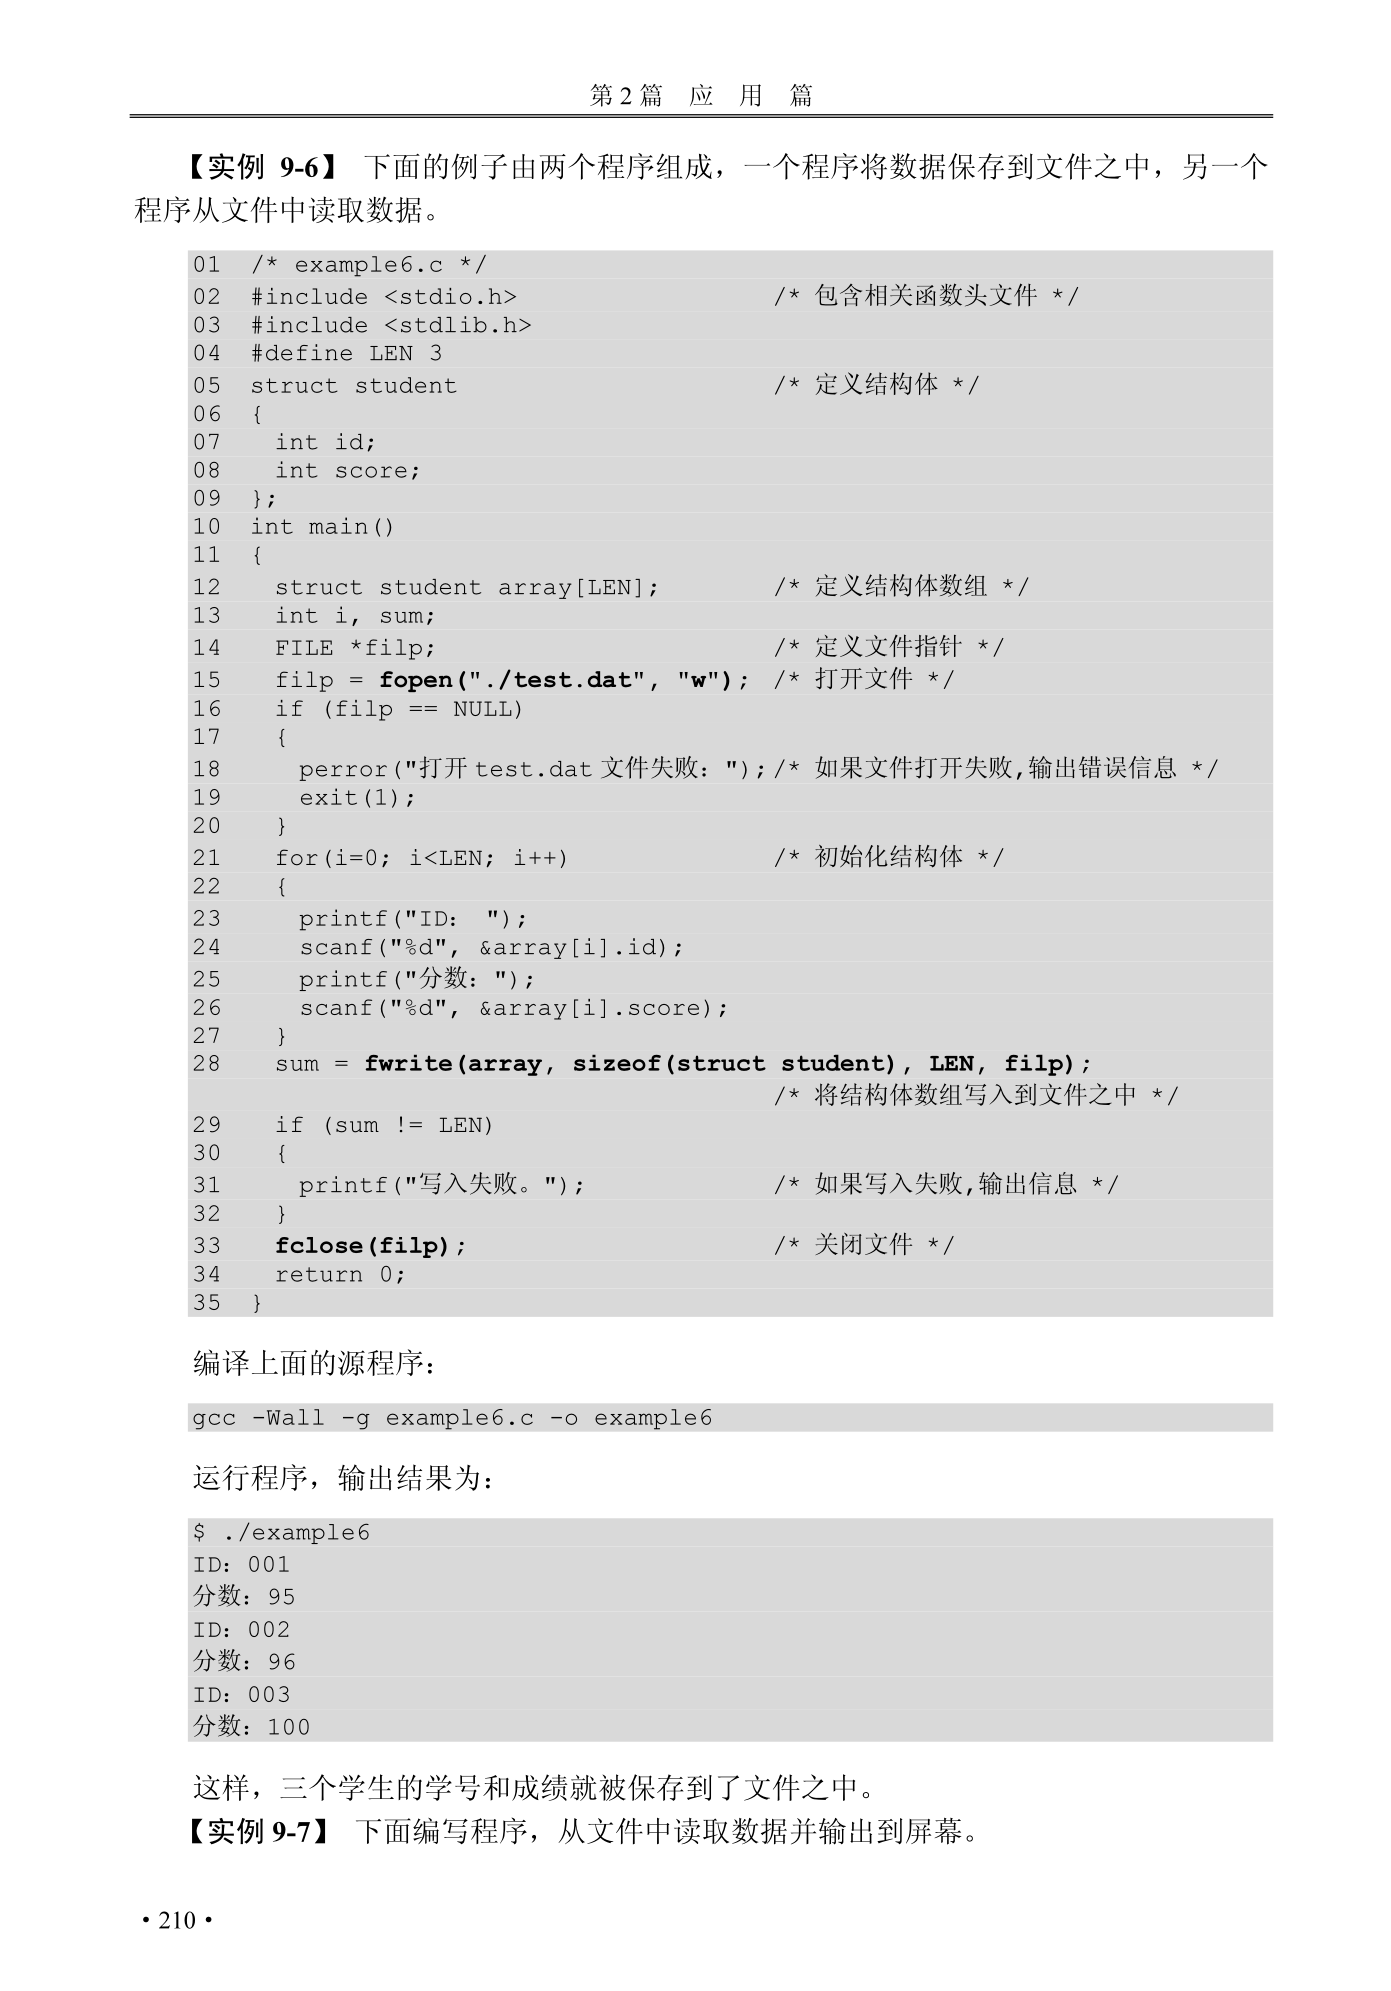 第 2 篇　应　用　篇
【实例 9-6】 下面的例子由两个程序组成，一个程序将数据保存到文件之中，另一个
程序从文件中读取数据。
01  /* example6.c */
02  #include <stdio.h>                  /* 包含相关函数头文件 */
03  #include <stdlib.h>
04  #define LEN 3
05  struct student                      /* 定义结构体 */
06  {
07    int id;
08    int score;
09  };
10  int main()
11  {
12    struct student array[LEN];        /* 定义结构体数组 */
13    int i, sum;
14    FILE *filp;                       /* 定义文件指针 */
15    filp = fopen("./test.dat", "w");  /* 打开文件 */
16    if (filp == NULL)
17    {
18      perror("打开 test.dat 文件失败：");/* 如果文件打开失败,输出错误信息 */
19      exit(1);
20    }
21    for(i=0; i<LEN; i++)              /* 初始化结构体 */
22    {
23      printf("ID： ");
24      scanf("%d", &array[i].id);
25      printf("分数：");
26      scanf("%d", &array[i].score);
27    }
28    sum = fwrite(array, sizeof(struct student), LEN, filp);
                                        /* 将结构体数组写入到文件之中 */
29    if (sum != LEN)
30    {
31      printf("写入失败。");            /* 如果写入失败,输出信息 */
32    }
33    fclose(filp);                     /* 关闭文件 */
34    return 0;
35  }
编译上面的源程序：
gcc -Wall -g example6.c -o example6
运行程序，输出结果为：
$ ./example6
ID：001
分数：95
ID：002
分数：96
ID：003
分数：100
这样，三个学生的学号和成绩就被保存到了文件之中。
【实例 9-7】 下面编写程序，从文件中读取数据并输出到屏幕。
·210·